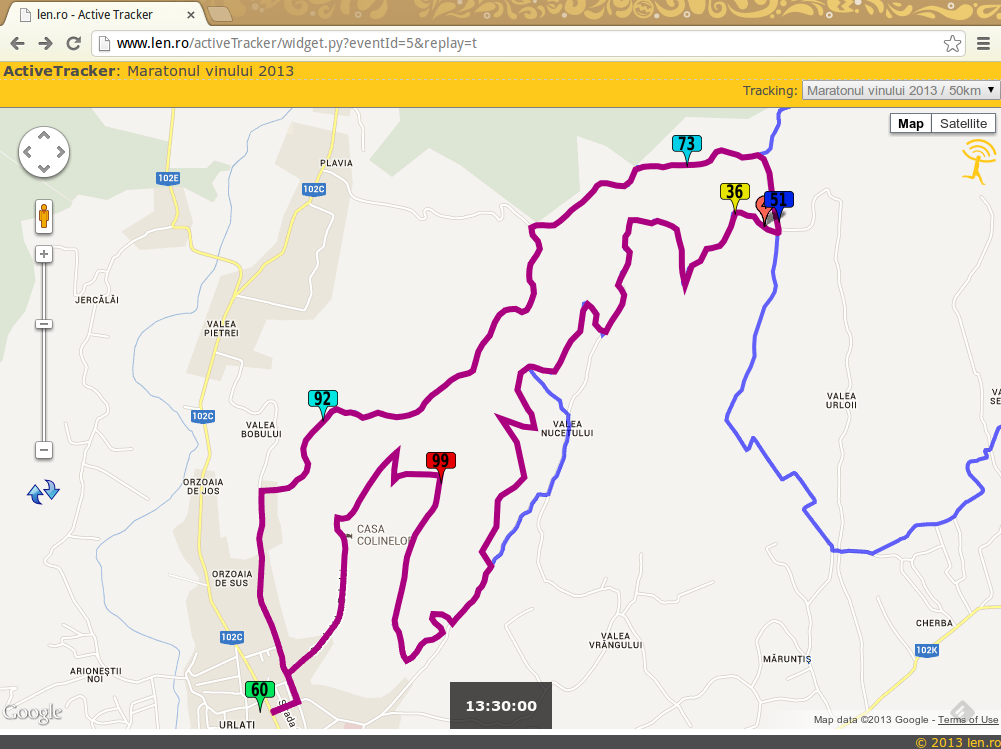 len.ro - Active Tracker
www.len.ro/activeTracker/widget.py?eventId=5&replay=t
ActiveTracker: Maratonul vinului 2013
Tracking: Maratonul vinului 2013 / 50km
Map Satellite
73
PLAVIA
102E
102C
36
51
JERCĂLĂI
VALEA
PIETREI
92
102C
VALEA
BOBULUI
VALEA
NUCETULUI
VALEA
URLOII
VA
SE
99
ORZOAIA
DE JOS
CASA
COLINELOR
ORZOAIA
DE SUS
102C
CHERBA
VALEA
VRÂNGULUI
102K
MĂRUNȚIȘ
ARIONEȘTII
NOI
60
Strada
URLAȚI
13:30:00
Google
Map data ©2013 Google - Terms of Use
© 2013 len.ro